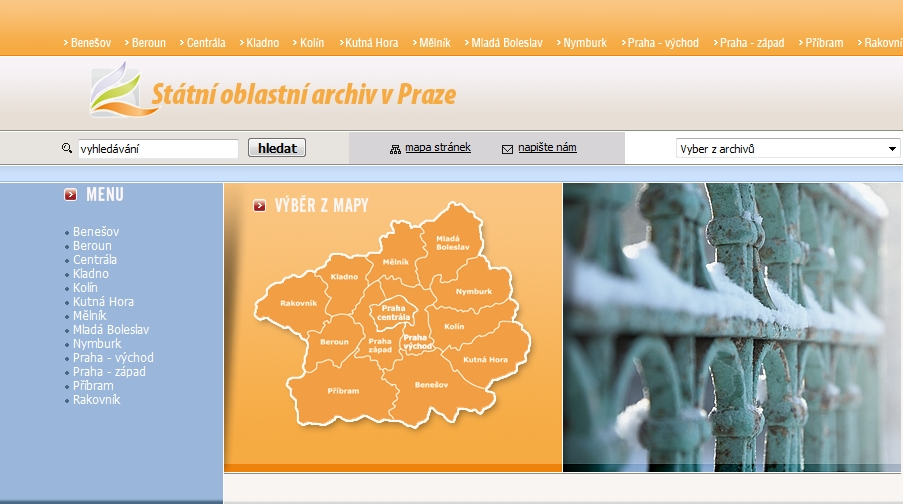 Benešov Beroun Centrála Kladno Kolín Kutná Hora Mělník Mladá Boleslav Nymburk Praha - východ Praha - západ Příbram Rakovní
Státní oblastní archiv v Praze
vyhledávání hledat mapa stránek napište nám Vyber z archivů
MENU
Benešov
Beroun
Centrála
Kladno
Kolín
Kutná Hora
Mělník
Mladá Boleslav
Nymburk
Praha - východ
Praha - západ
Příbram
Rakovník
VÝBĚR Z MAPY
Mladá
Boleslav
Mělník
Kladno
Nymburk
Rakovník
Praha
centrála
Kolín
Beroun
Praha
západ
Praha
východ
Kutná Hora
Příbram
Benešov